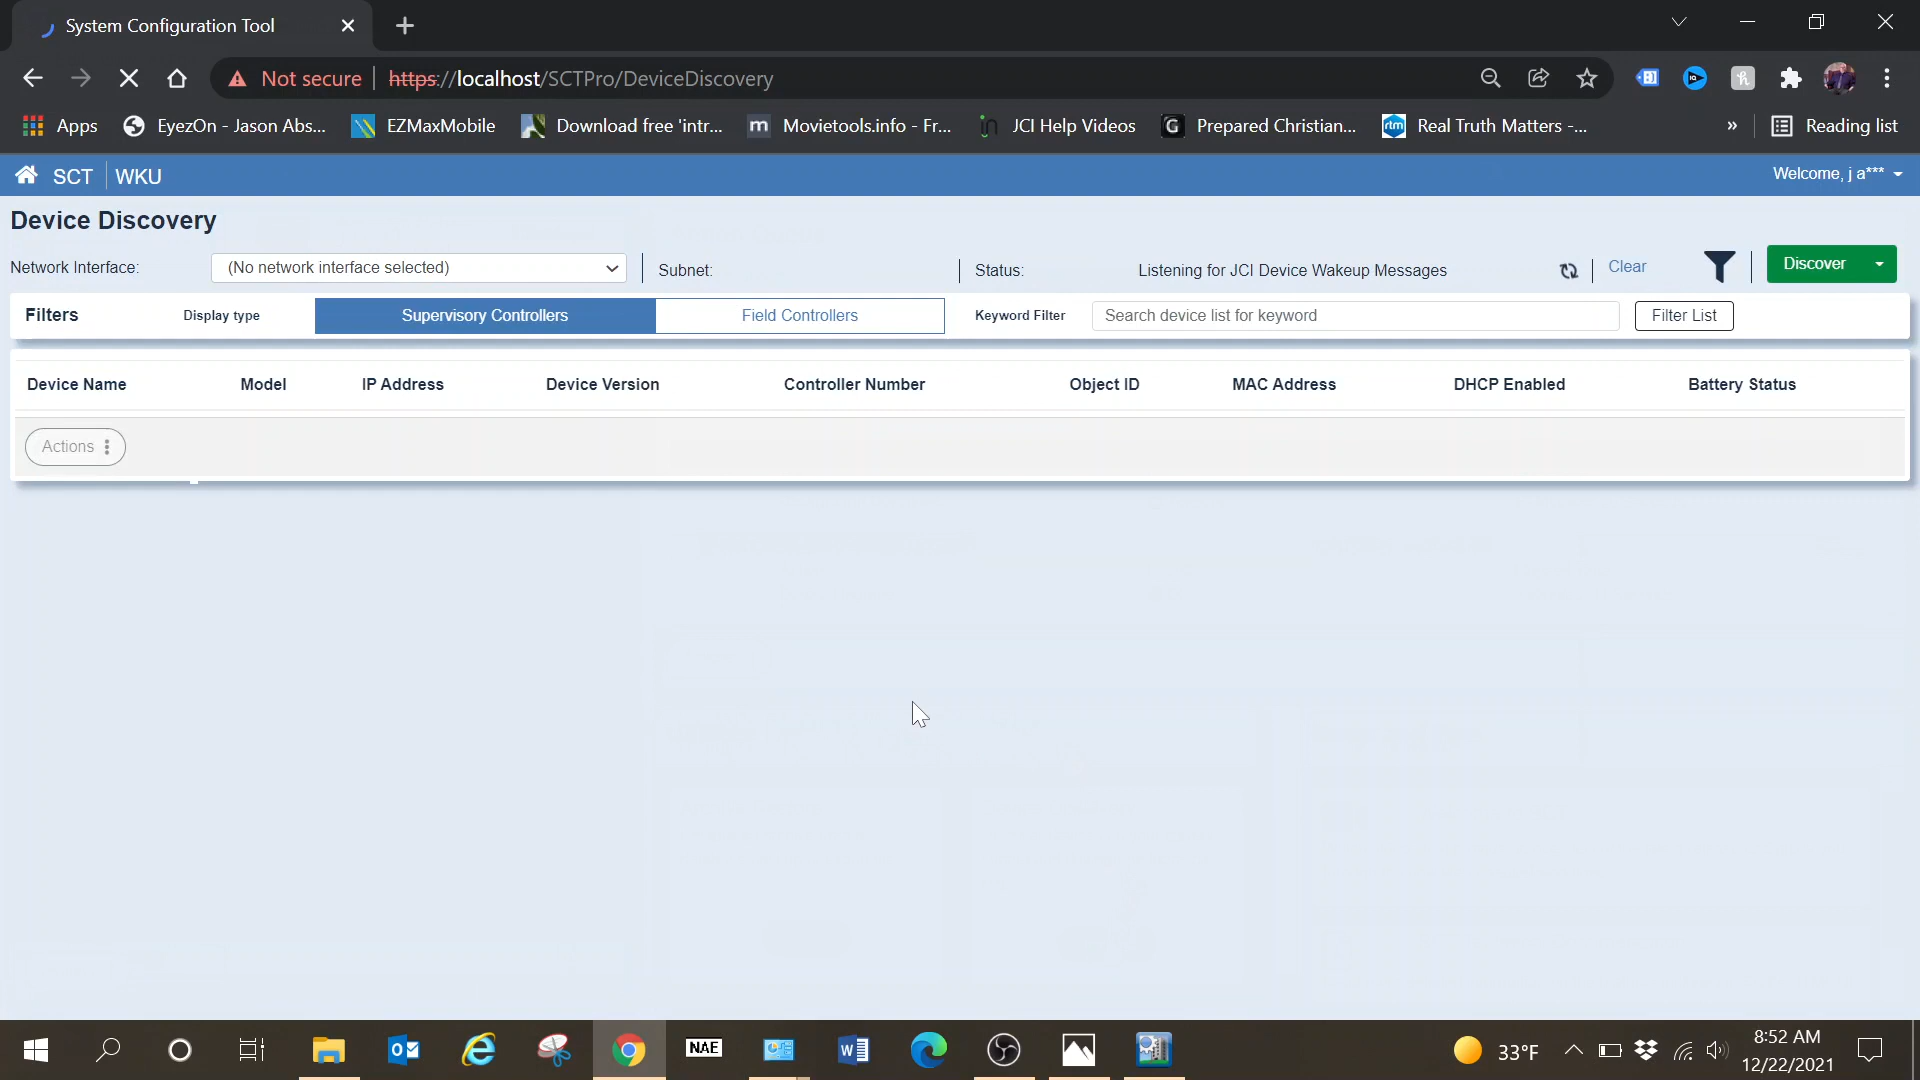 System Configuration Tool
Not secure https://localhost/SCTPro/DeviceDiscovery
Apps EyezOn - Jason Abs... EZMaxMobile Download free 'intr... Movietools.info - Fr... JCI Help Videos Prepared Christian... Real Truth Matters -... » Reading list
SCT WKU Welcome, j a***
Device Discovery
Network Interface: (No network interface selected) Subnet: Status: Listening for JCI Device Wakeup Messages Clear Discover
Filters Display type Supervisory Controllers Field Controllers Keyword Filter Search device list for keyword Filter List
Device Name Model IP Address Device Version Controller Number Object ID MAC Address DHCP Enabled Battery Status
Actions
NAE 33°F 8:52 AM
12/22/2021